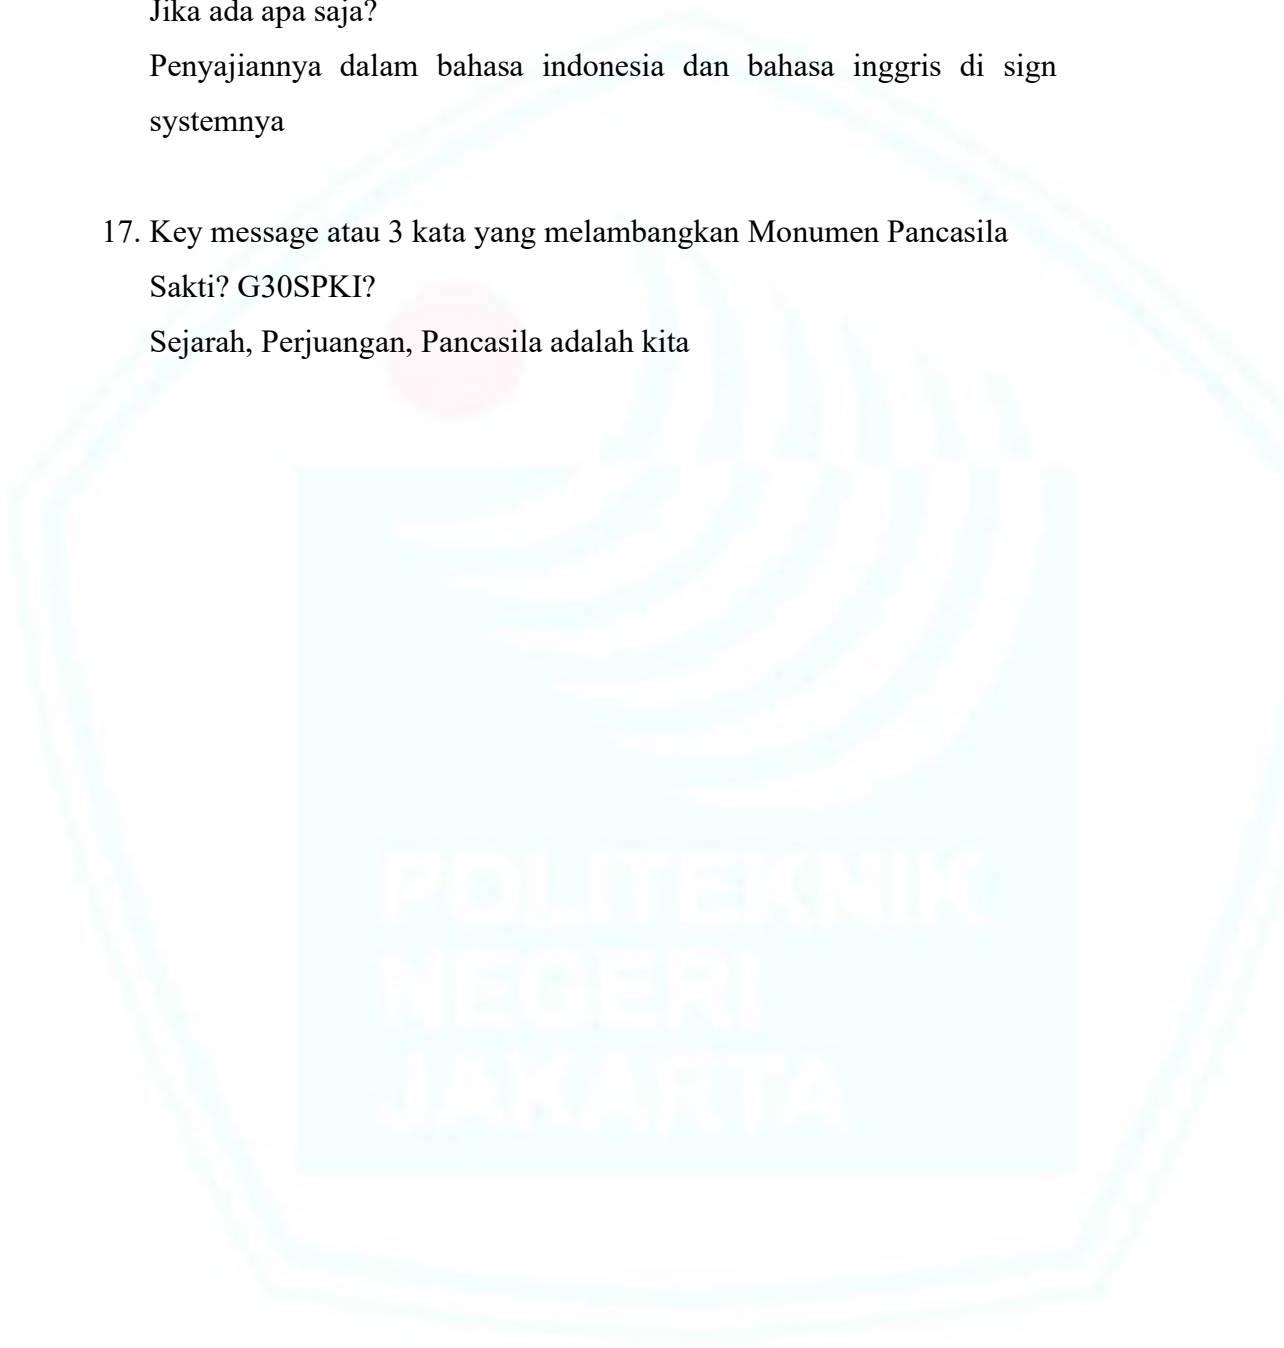 Jika ada apa saja?
Penyajiannya dalam bahasa indonesia dan bahasa inggris di sign
systemnya
17. Key message atau 3 kata yang melambangkan Monumen Pancasila
Sakti? G30SPKI?
Sejarah, Perjuangan, Pancasila adalah kita
POLITEKNIK
NEGERI
JAKARTA